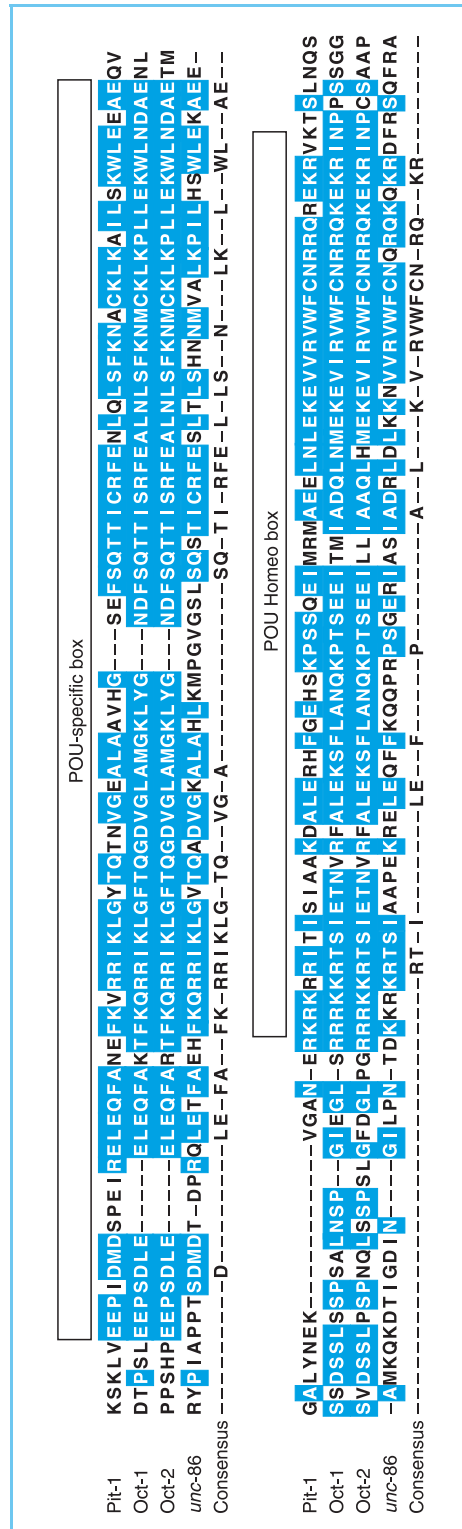 POU-specific box
Pit-1 KSKLVEEPIDMDSPEIRELEQFANEFKVRRIKLGYTQTNVGEALAAVHG----SEFSQTTICRFENLQLSFKNACKLKAILSKWLEEAEQV
Oct-1 DTPSLEEPSDLE-----ELEQFAKTFKQRRIKLGFTQGDVGLAMGKLYG----NDFSQTTISRFEALNLSFKNMCKLKPLLEKWLNDAENL
Oct-2 PPSHPEEPSDLE-----ELEQFARTFKQRRIKLGFTQGDVGLAMGKLYG----NDFSQTTISRFEALNLSFKNMCKLKPLLEKWLNDAETM
unc-86 RYPIAPPTSDMDT-DPRQLETFAEHFKQRRIKLGVTQADVGKALAHLKMPGVGSLSQSTICRFESLTLSHNNMVALKPILHSWLEKAEE-
Consensus ---------D--------LE-FA--FK-RRIKLG-TQ--VG-A-------------SQ-TI-RFE-L-LS--N---LK--L--WL--AE--
POU Homeo box
Pit-1 GALYNEK-----------VGAN-ERKRKRRITISIAAKDALERHFGEHSKPSSQEIMRMAEELNLEKEVVRVWFCNRRQREKRVKTSLNQS
Oct-1 SSDSSLSSPSALNSP--GIEGL-SRRRKKRTSIETNVRFALEKSFLANQKPTSEEITMIADQLNMEKEVIRVWFCNRRQKEKRINPPSSGG
Oct-2 SVDSSLPSPNQLSSPSLGFDGLPGRRRKKRTSIETNVRFALEKSFLANQKPTSEEILLIAAQLHMEKEVIRVWFCNRRQKEKRINPCSAAP
unc-86 -AMKQKDTIGDIN----GILPN-TDKKRKRTSIAAPEKRELEQFFKQQPRPSGERIASIADRLDLKKNVVRVWFCNQRQKQKRDFRSQFRA
Consensus -----------------------------RT-I-------LE--F-----P--------A--L---K-V-RVWFCN-RQ--KR---------